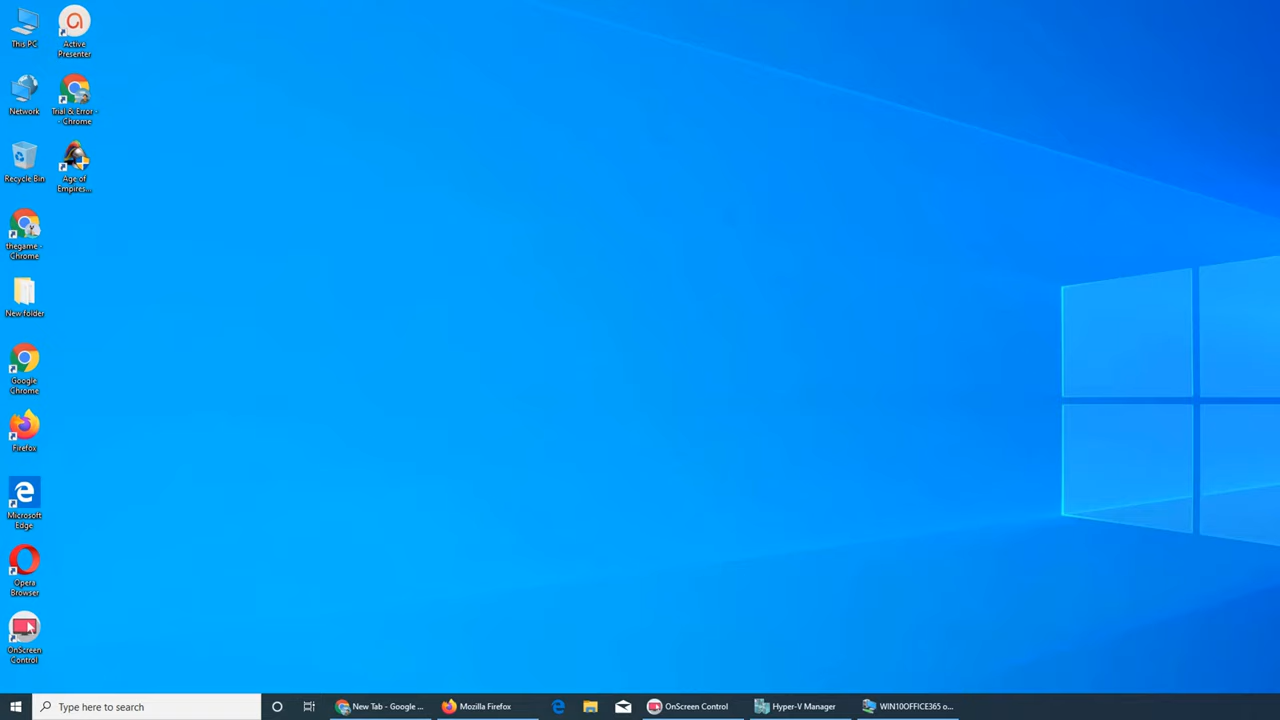 This PC
Active
Presenter
Network
Trial & Error -
- Chrome
Recycle Bin
Age of
Empires...
thegame -
Chrome
New folder
Google
Chrome
Firefox
Microsoft
Edge
Opera
Browser
OnScreen
Control
Type here to search
New Tab - Google ...
Mozilla Firefox
OnScreen Control
Hyper-V Manager
WIN10OFFICE365 o...